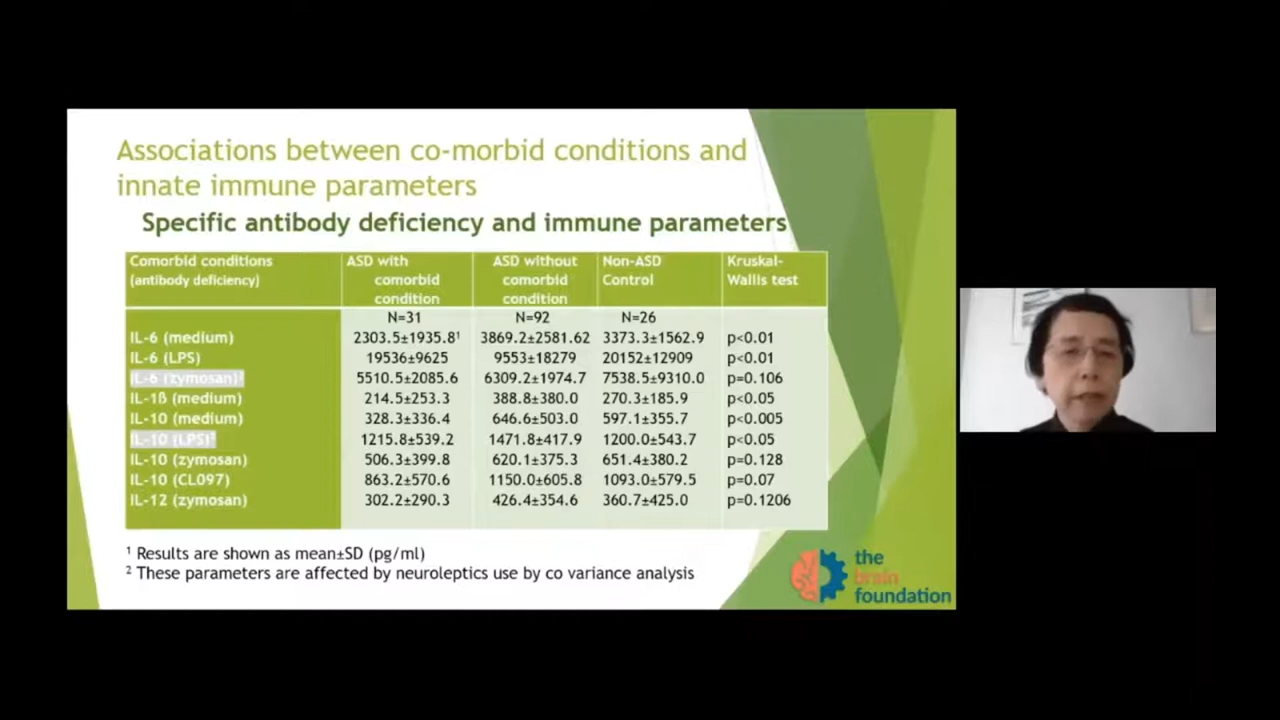 Associations between co-morbid conditions and
innate immune parameters
Specific antibody deficiency and immune parameters
Comorbid conditions
(antibody deficiency)
ASD with
comorbid
condition
ASD without
comorbid
condition
Non-ASD
Control
Kruskal-
Wallis test
N=31 N=92 N=26
IL-6 (medium) 2303.5±1935.8¹ 3869.2±2581.62 3373.3±1562.9 p<0.01
IL-6 (LPS) 19536±9625 9553±18279 20152±12909 p<0.01
IL-6 (zymosan)² 5510.5±2085.6 6309.2±1974.7 7538.5±9310.0 p=0.106
IL-1ß (medium) 214.5±253.3 388.8±380.0 270.3±185.9 p<0.05
IL-10 (medium) 328.3±336.4 646.6±503.0 597.1±355.7 p<0.005
IL-10 (LPS)² 1215.8±539.2 1471.8±417.9 1200.0±543.7 p<0.05
IL-10 (zymosan) 506.3±399.8 620.1±375.3 651.4±380.2 p=0.128
IL-10 (CL097) 863.2±570.6 1150.0±605.8 1093.0±579.5 p=0.07
IL-12 (zymosan) 302.2±290.3 426.4±354.6 360.7±425.0 p=0.1206
¹ Results are shown as mean±SD (pg/ml)
² These parameters are affected by neuroleptics use by co variance analysis
the
brain
foundation